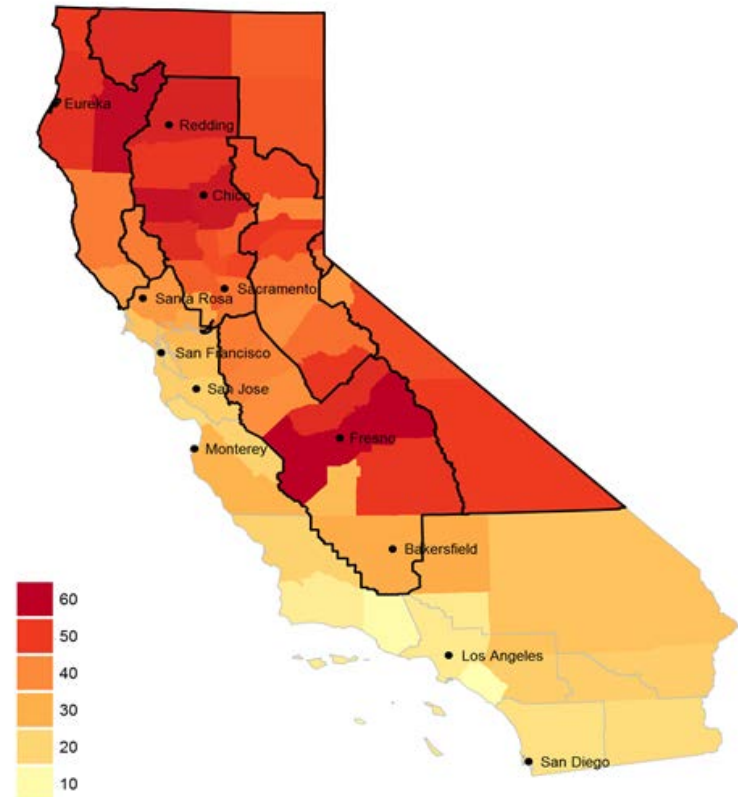 Eureka
Redding
Chico
Sacramento
Santa Rosa
San Francisco
San Jose
Fresno
Monterey
Bakersfield
60
50
40
30
20
10
Los Angeles
San Diego